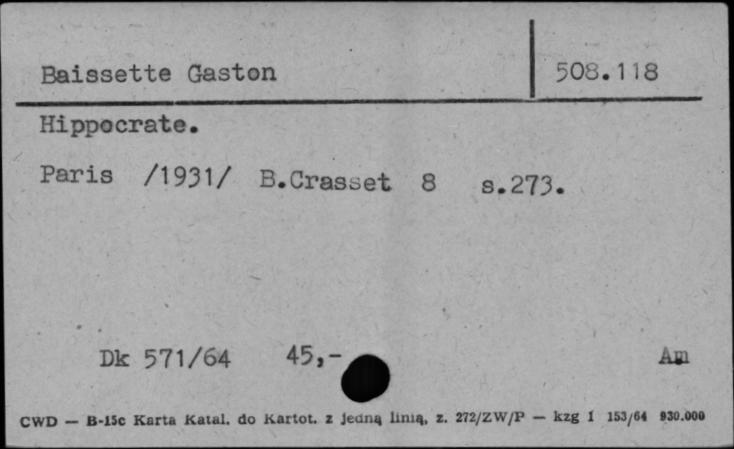 Baissette Gaston 508.118
Hippocrate.
Paris /1931/ B.Crasset 8 s.273.
Dk 571/64 45,- Am
CWD — B-15c Karta Katal. do Kartot. z jedną linią, z. 272/ZW/P — kzg 1 153/64 930.000